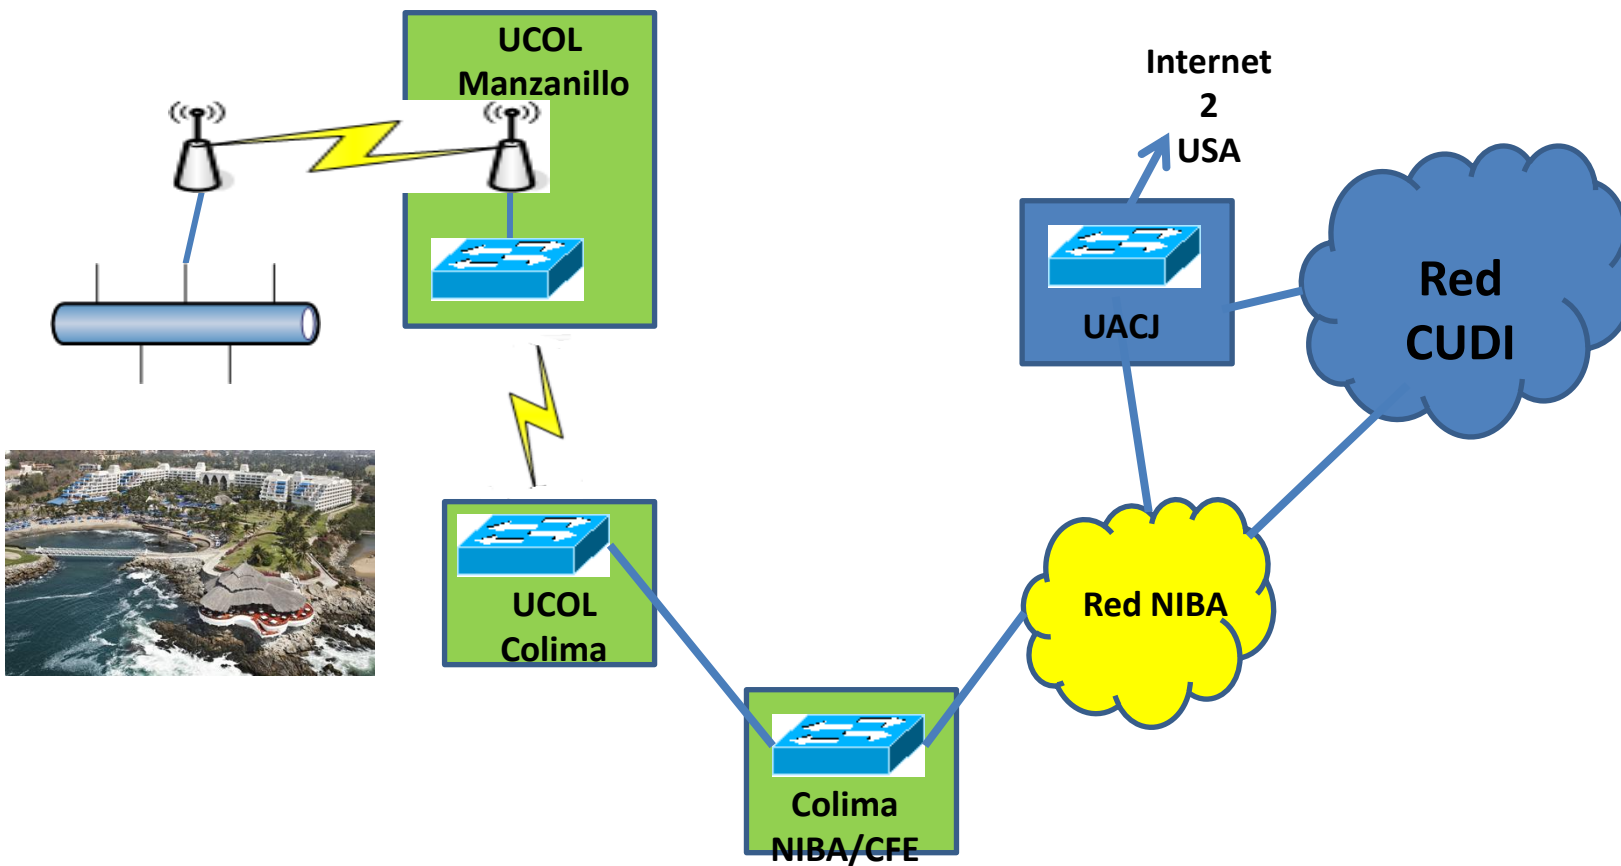 UCOL
Manzanillo
Internet
2
USA
UACJ
Red
CUDI
UCOL
Colima
Red NIBA
Colima
NIBA/CFE